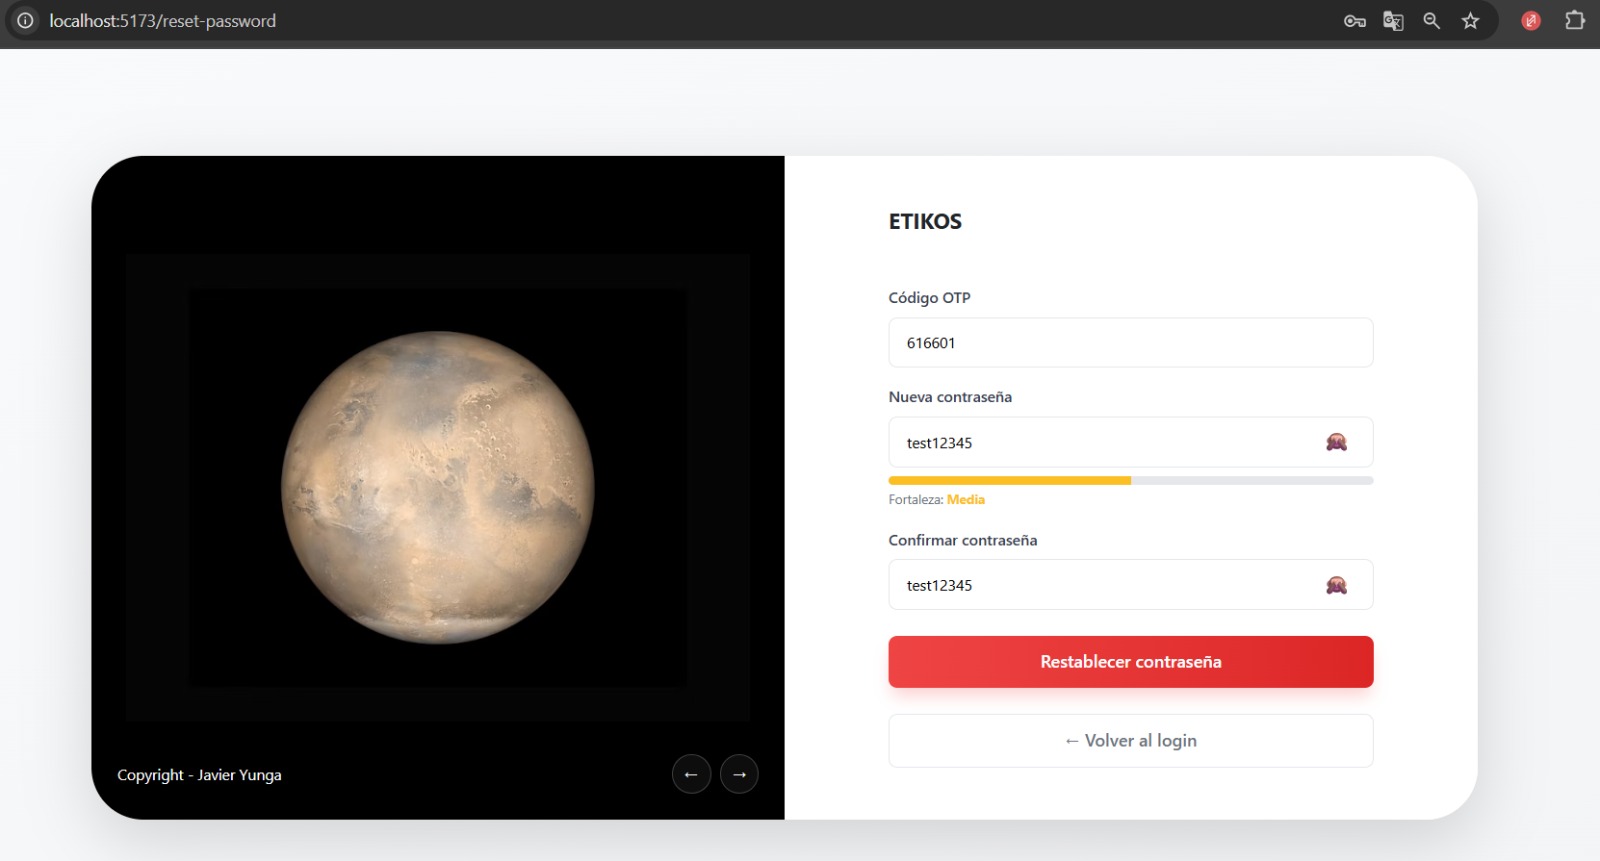 localhost:5173/reset-password
ETIKOS
Código OTP
616601
Nueva contraseña
test12345
Fortaleza: Media
Confirmar contraseña
test12345
Restablecer contraseña
← Volver al login
Copyright - Javier Yunga
← →